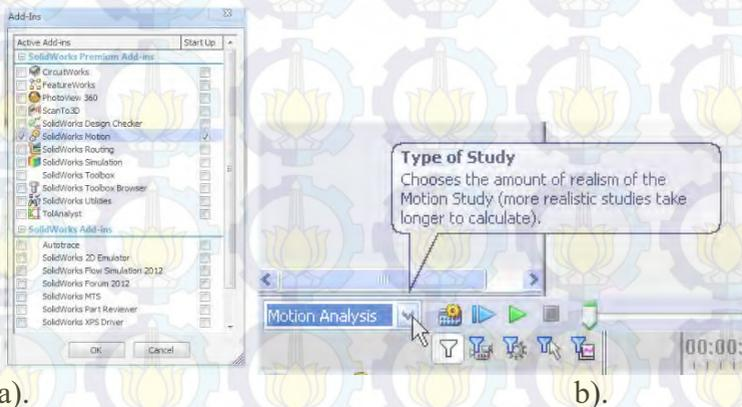 Add-Ins
Active Add-ins Start Up
SolidWorks Premium Add-ins
CircuitWorks
FeatureWorks
PhotoView 360
ScanTo3D
SolidWorks Design Checker
SolidWorks Motion
SolidWorks Routing
SolidWorks Simulation
SolidWorks Toolbox
SolidWorks Toolbox Browser
SolidWorks Utilities
TolAnalyst
SolidWorks Add-ins
Autotrace
SolidWorks 2D Emulator
SolidWorks Flow Simulation 2012
SolidWorks Forum 2012
SolidWorks MTS
SolidWorks Part Reviewer
SolidWorks XPS Driver
OK Cancel
a).
Type of Study
Chooses the amount of realism of the
Motion Study (more realistic studies take
longer to calculate).
Motion Analysis
00:00:
b).